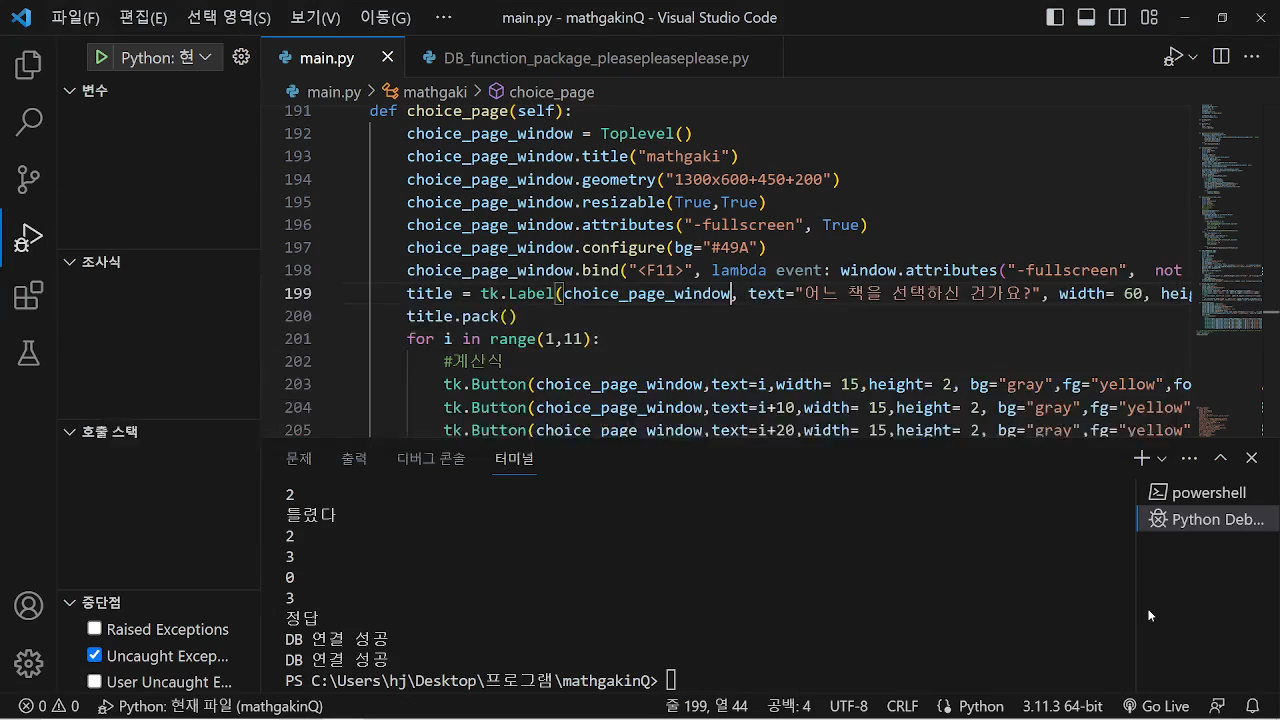 파일(F) 편집(E) 선택 영역(S) 보기(V) 이동(G) ··· main.py - mathgakinQ - Visual Studio Code
Python: 현
main.py DB_function_package_pleasepleaseplease.py
main.py > mathgaki > choice_page
변수
조사식
호출 스택
중단점
Raised Exceptions
Uncaught Excep...
User Uncaught E...
191 def choice_page(self):
192 choice_page_window = Toplevel()
193 choice_page_window.title("mathgaki")
194 choice_page_window.geometry("1300x600+450+200")
195 choice_page_window.resizable(True,True)
196 choice_page_window.attributes("-fullscreen", True)
197 choice_page_window.configure(bg="#49A")
198 choice_page_window.bind("<F11>", lambda event: window.attributes("-fullscreen", not
199 title = tk.Label(choice_page_window, text="어느 책을 선택하신 건가요?", width= 60, heig
200 title.pack()
201 for i in range(1,11):
202 #계산식
203 tk.Button(choice_page_window,text=i,width= 15,height= 2, bg="gray",fg="yellow",fo
204 tk.Button(choice_page_window,text=i+10,width= 15,height= 2, bg="gray",fg="yellow"
205 tk.Button(choice_page_window,text=i+20,width= 15,height= 2, bg="gray",fg="yellow"
문제 출력 디버그 콘솔 터미널
2
틀렸다
2
3
0
3
정답
DB 연결 성공
DB 연결 성공
PS C:\Users\hj\Desktop\프로그램\mathgakinQ>
powershell
Python Deb...
0 0 Python: 현재 파일 (mathgakinQ) 줄 199, 열 44 공백: 4 UTF-8 CRLF Python 3.11.3 64-bit Go Live